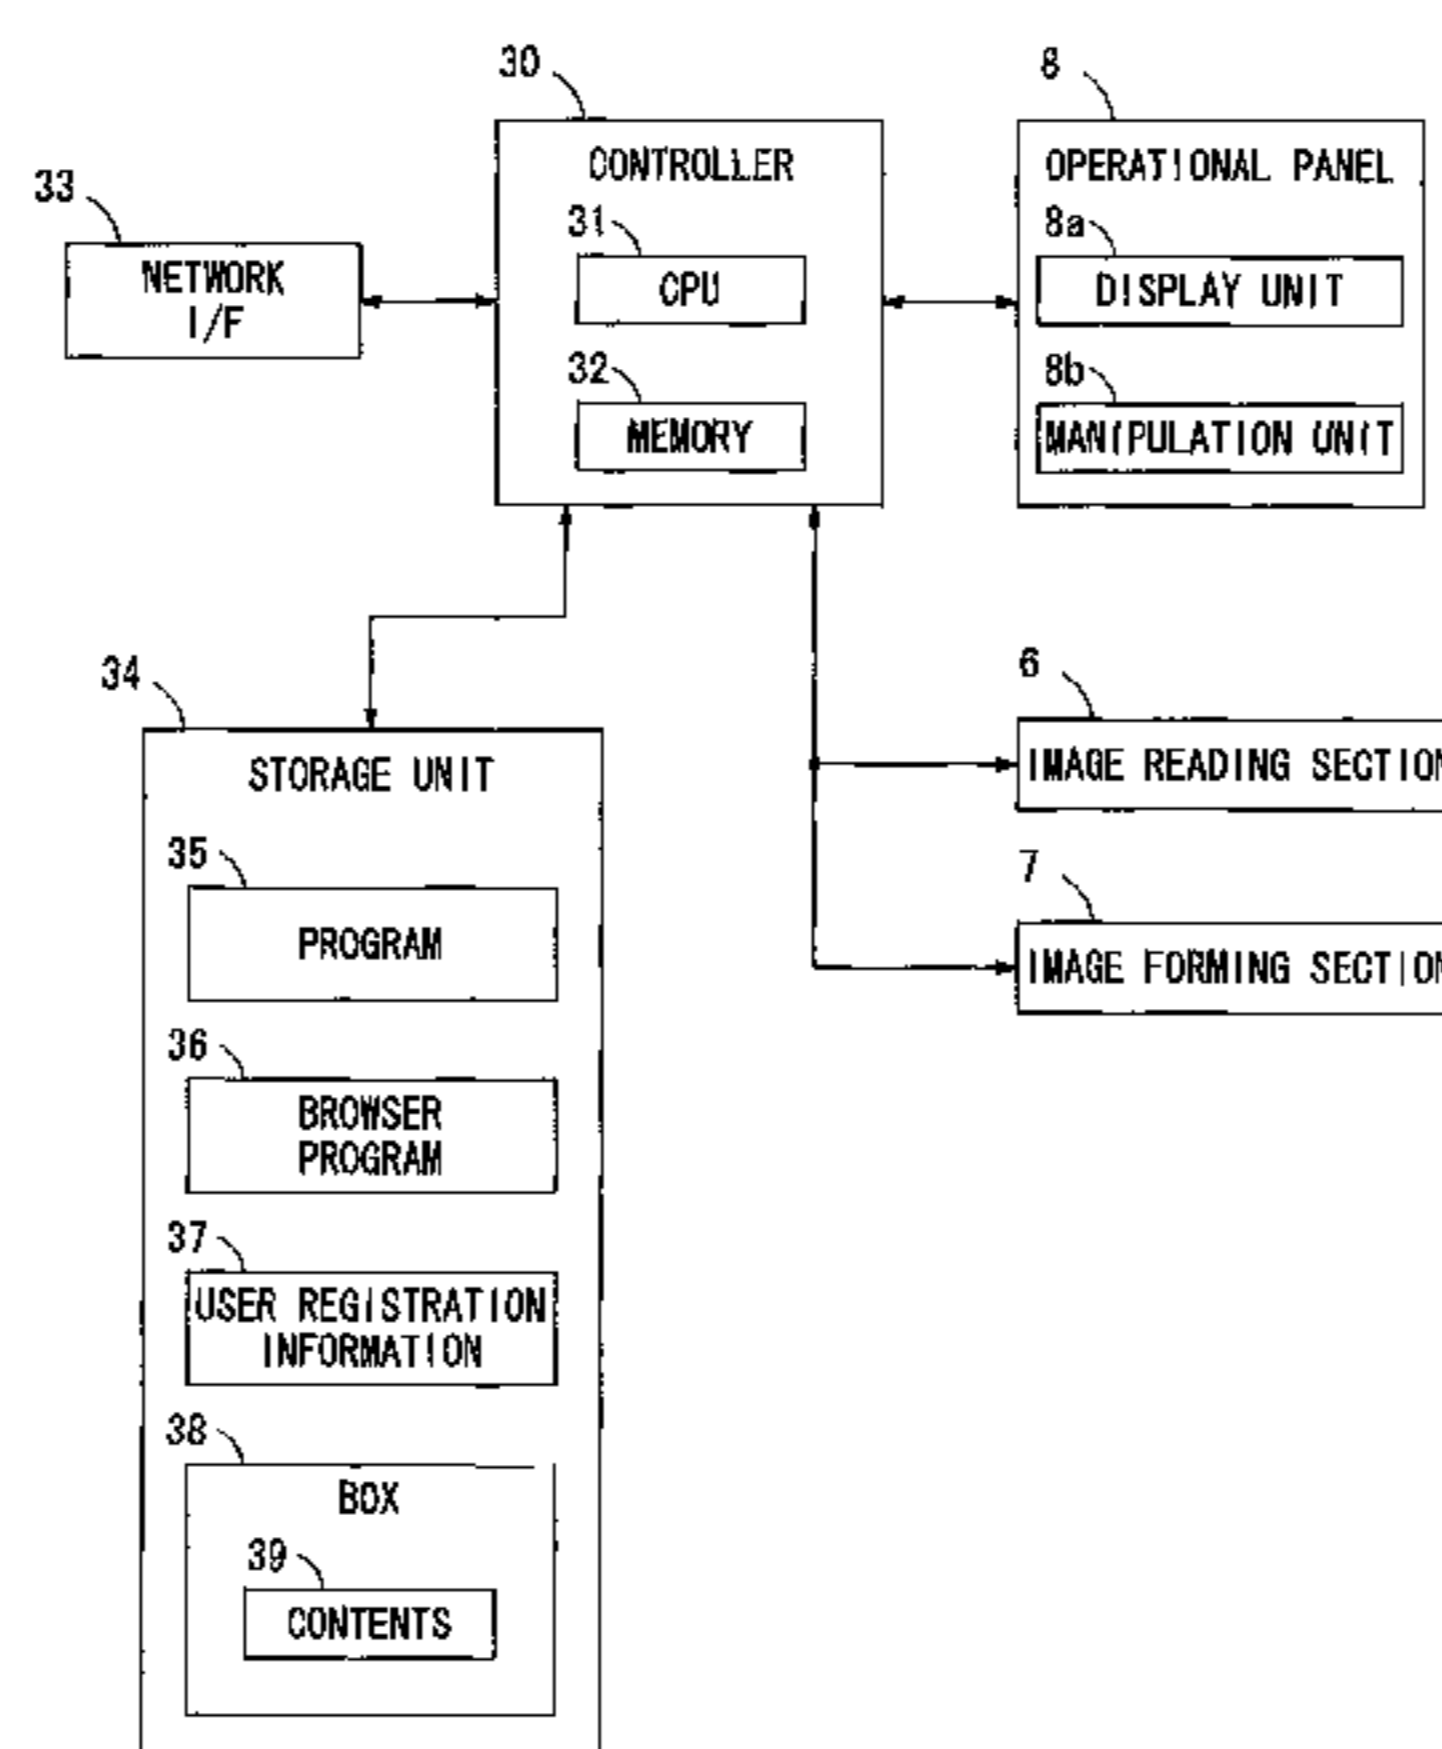 30
8
CONTROLLER
OPERATIONAL PANEL
33
31
8a
NETWORK
I/F
CPU
DISPLAY UNIT
32
8b
MEMORY
MANIPULATION UNIT
34
6
STORAGE UNIT
IMAGE READING SECTION
35
7
PROGRAM
IMAGE FORMING SECTION
36
BROWSER
PROGRAM
37
USER REGISTRATION
INFORMATION
38
BOX
39
CONTENTS